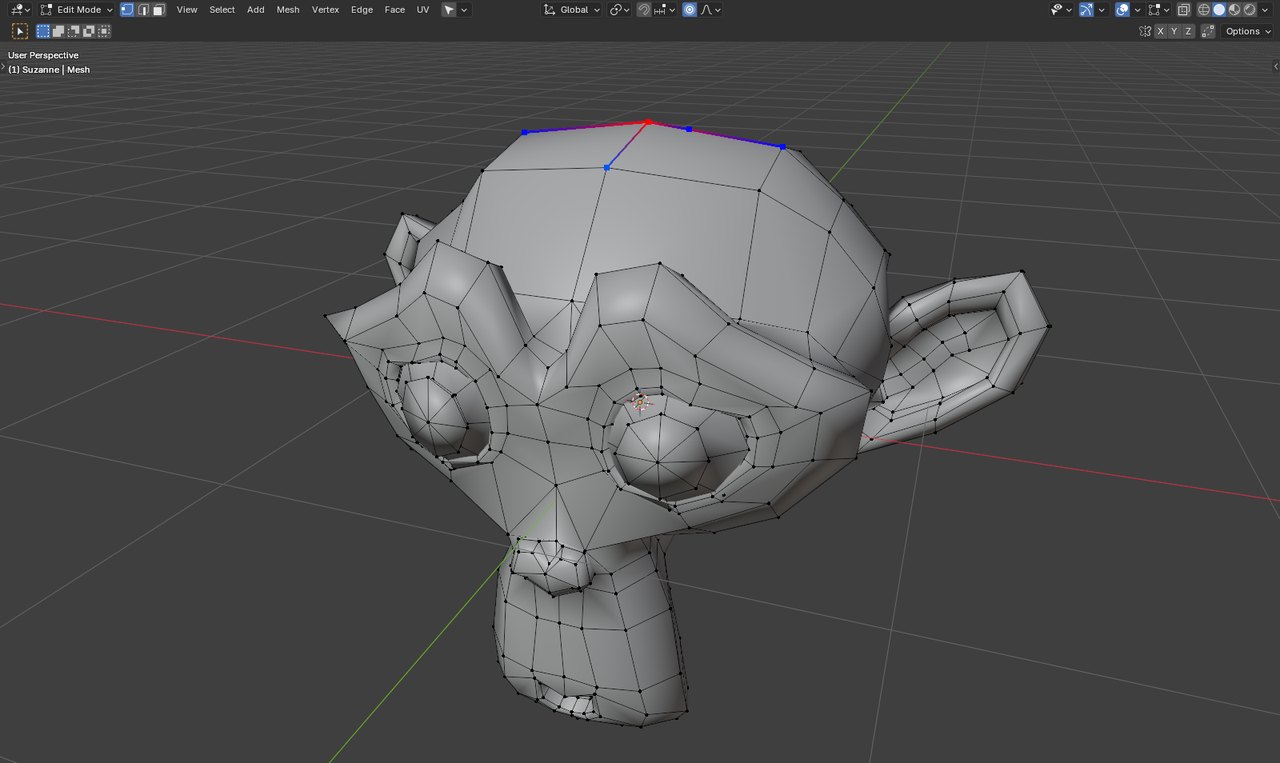 Edit Mode View Select Add Mesh Vertex Edge Face UV Global
X Y Z Options
User Perspective
(1) Suzanne | Mesh